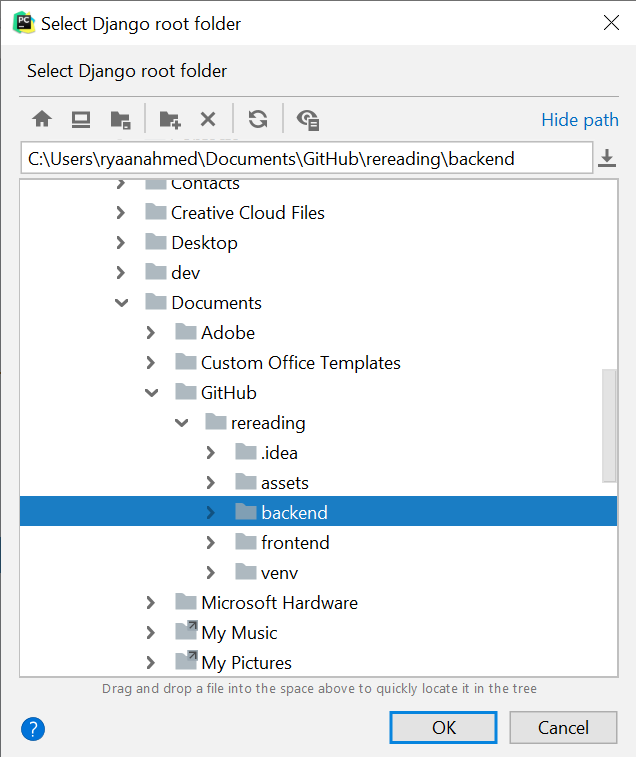 PC
Select Django root folder
Select Django root folder
Hide path
C:\Users\ryaanahmed\Documents\GitHub\rereading\backend
Contacts
Creative Cloud Files
Desktop
dev
Documents
Adobe
Custom Office Templates
GitHub
rereading
.idea
assets
backend
frontend
venv
Microsoft Hardware
My Music
My Pictures
Drag and drop a file into the space above to quickly locate it in the tree
?
OK
Cancel